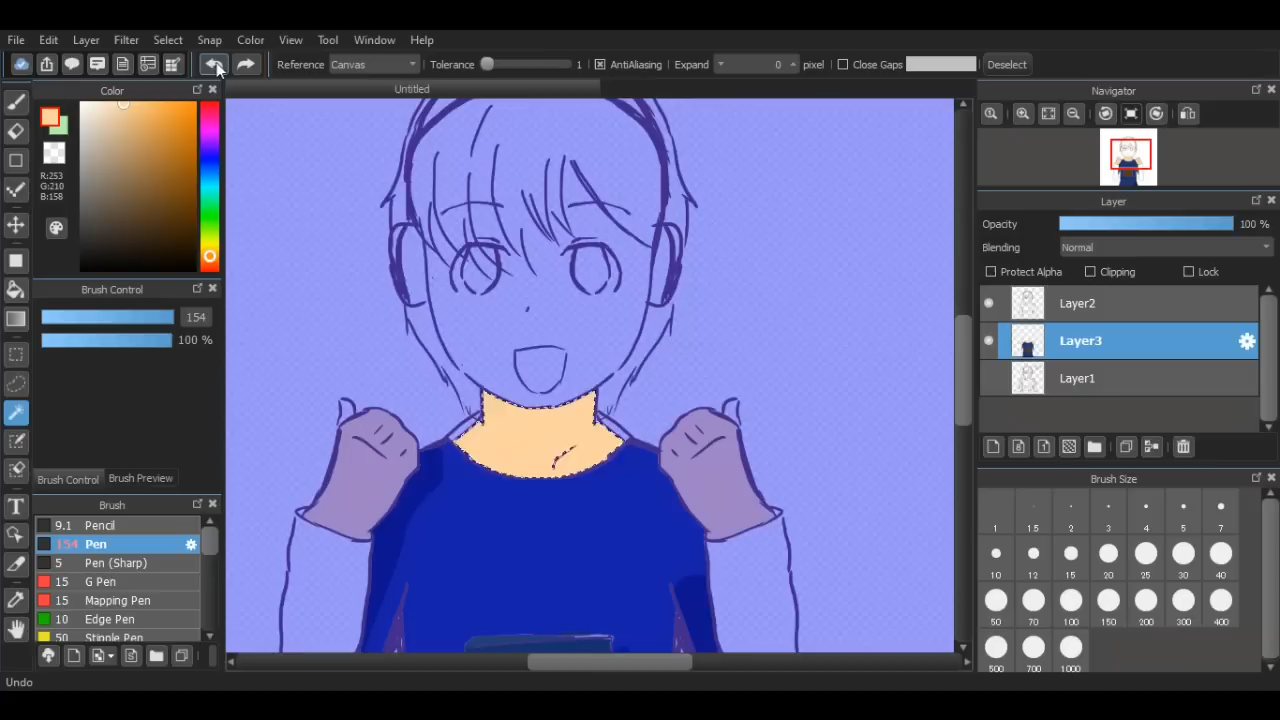 File Edit Layer Filter Select Snap Color View Tool Window Help
Reference Canvas Tolerance 1 AntiAliasing Expand 0 pixel Close Gaps Deselect
Color
Untitled
Navigator
R:253
G:210
B:158
Layer
Opacity 100 %
Blending Normal
Protect Alpha Clipping Lock
Brush Control
154
100 %
Layer2
Layer3
Layer1
Brush Control Brush Preview
Brush
9.1 Pencil
154 Pen
5 Pen (Sharp)
15 G Pen
15 Mapping Pen
10 Edge Pen
50 Stipple Pen
Brush Size
1 1.5 2 3 4 5 7
10 12 15 20 25 30 40
50 70 100 150 200 300 400
500 700 1000
T
Undo